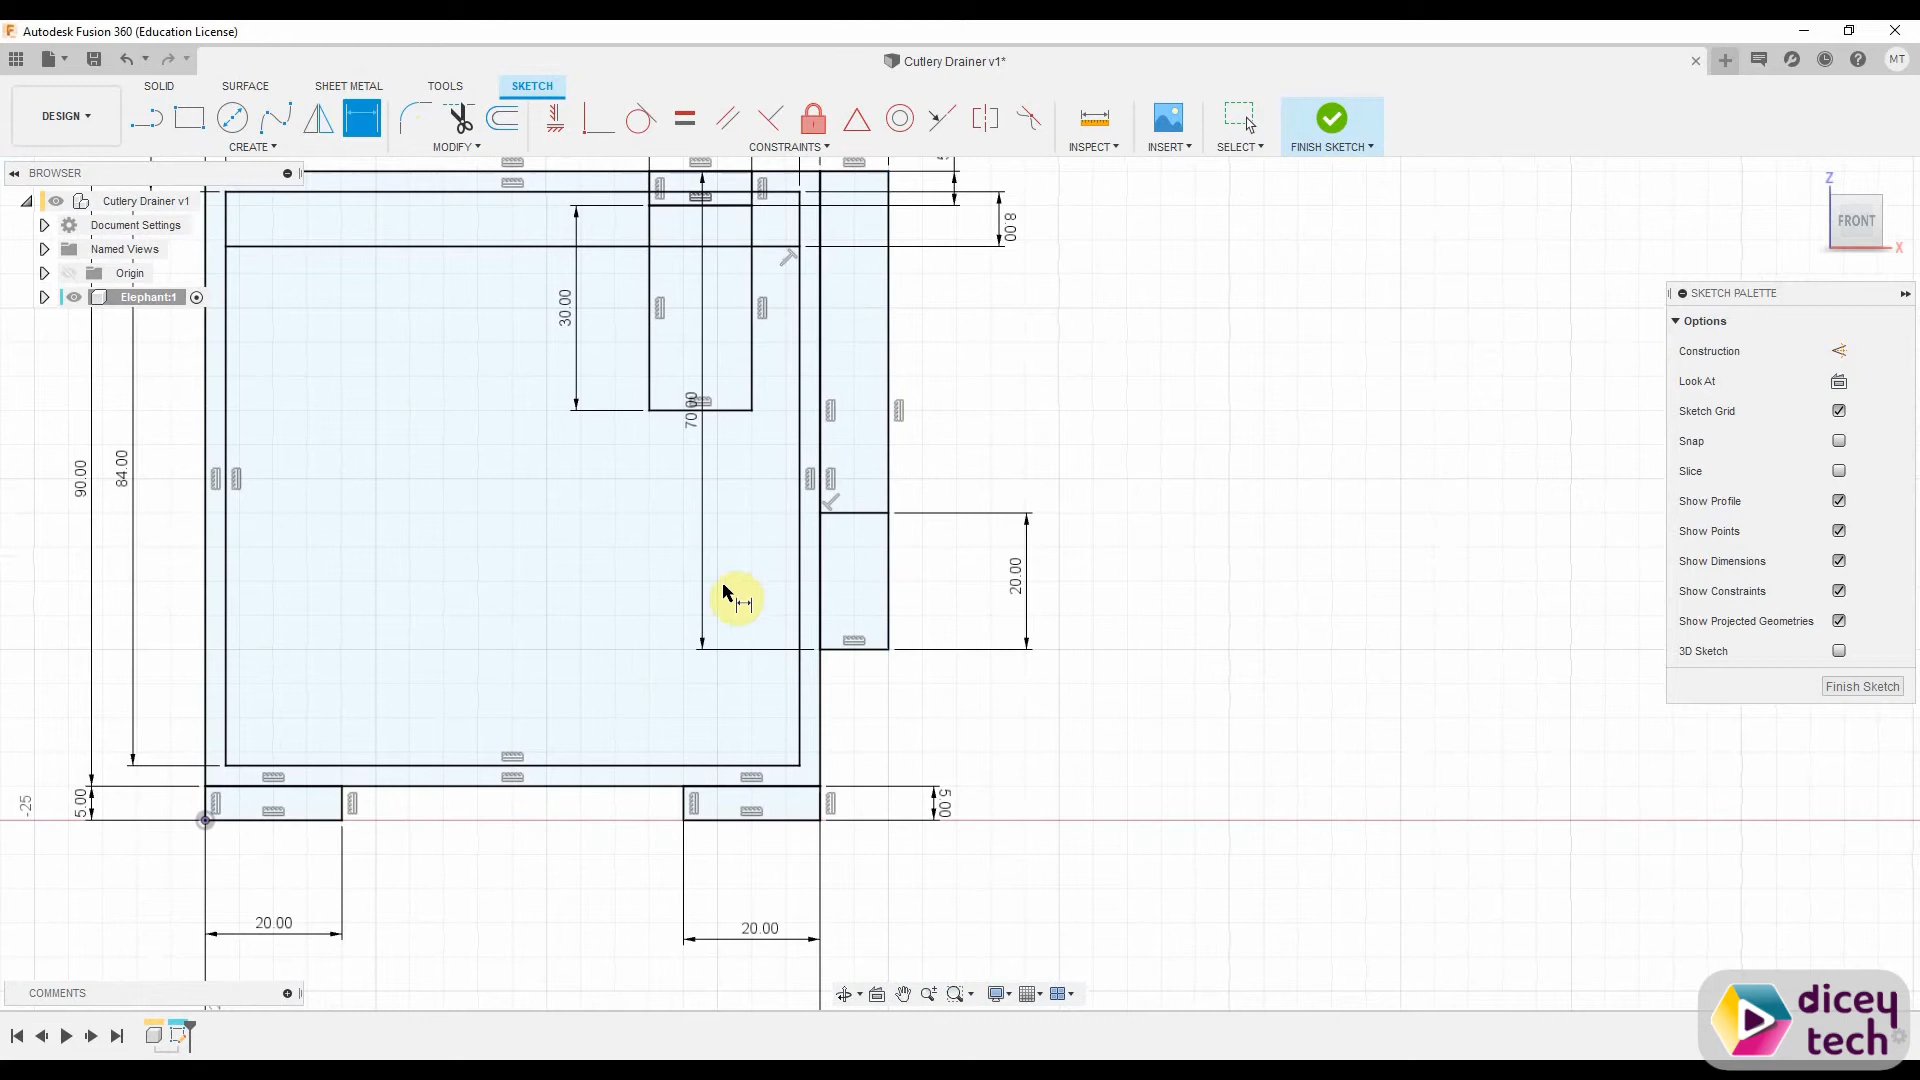 Autodesk Fusion 360 (Education License)
Cutlery Drainer v1*
MT
SOLID SURFACE SHEET METAL TOOLS SKETCH
DESIGN
CREATE MODIFY CONSTRAINTS INSPECT INSERT SELECT FINISH SKETCH
BROWSER
Cutlery Drainer v1
Document Settings
Named Views
Origin
Elephant:1
Z
FRONT
X
SKETCH PALETTE
Options
Construction
Look At
Sketch Grid
Snap
Slice
Show Profile
Show Points
Show Dimensions
Show Constraints
Show Projected Geometries
3D Sketch
Finish Sketch
8.00
30.00
70.00
90.00
84.00
20.00
-25
5.00
5.00
20.00
20.00
COMMENTS
dicey
tech